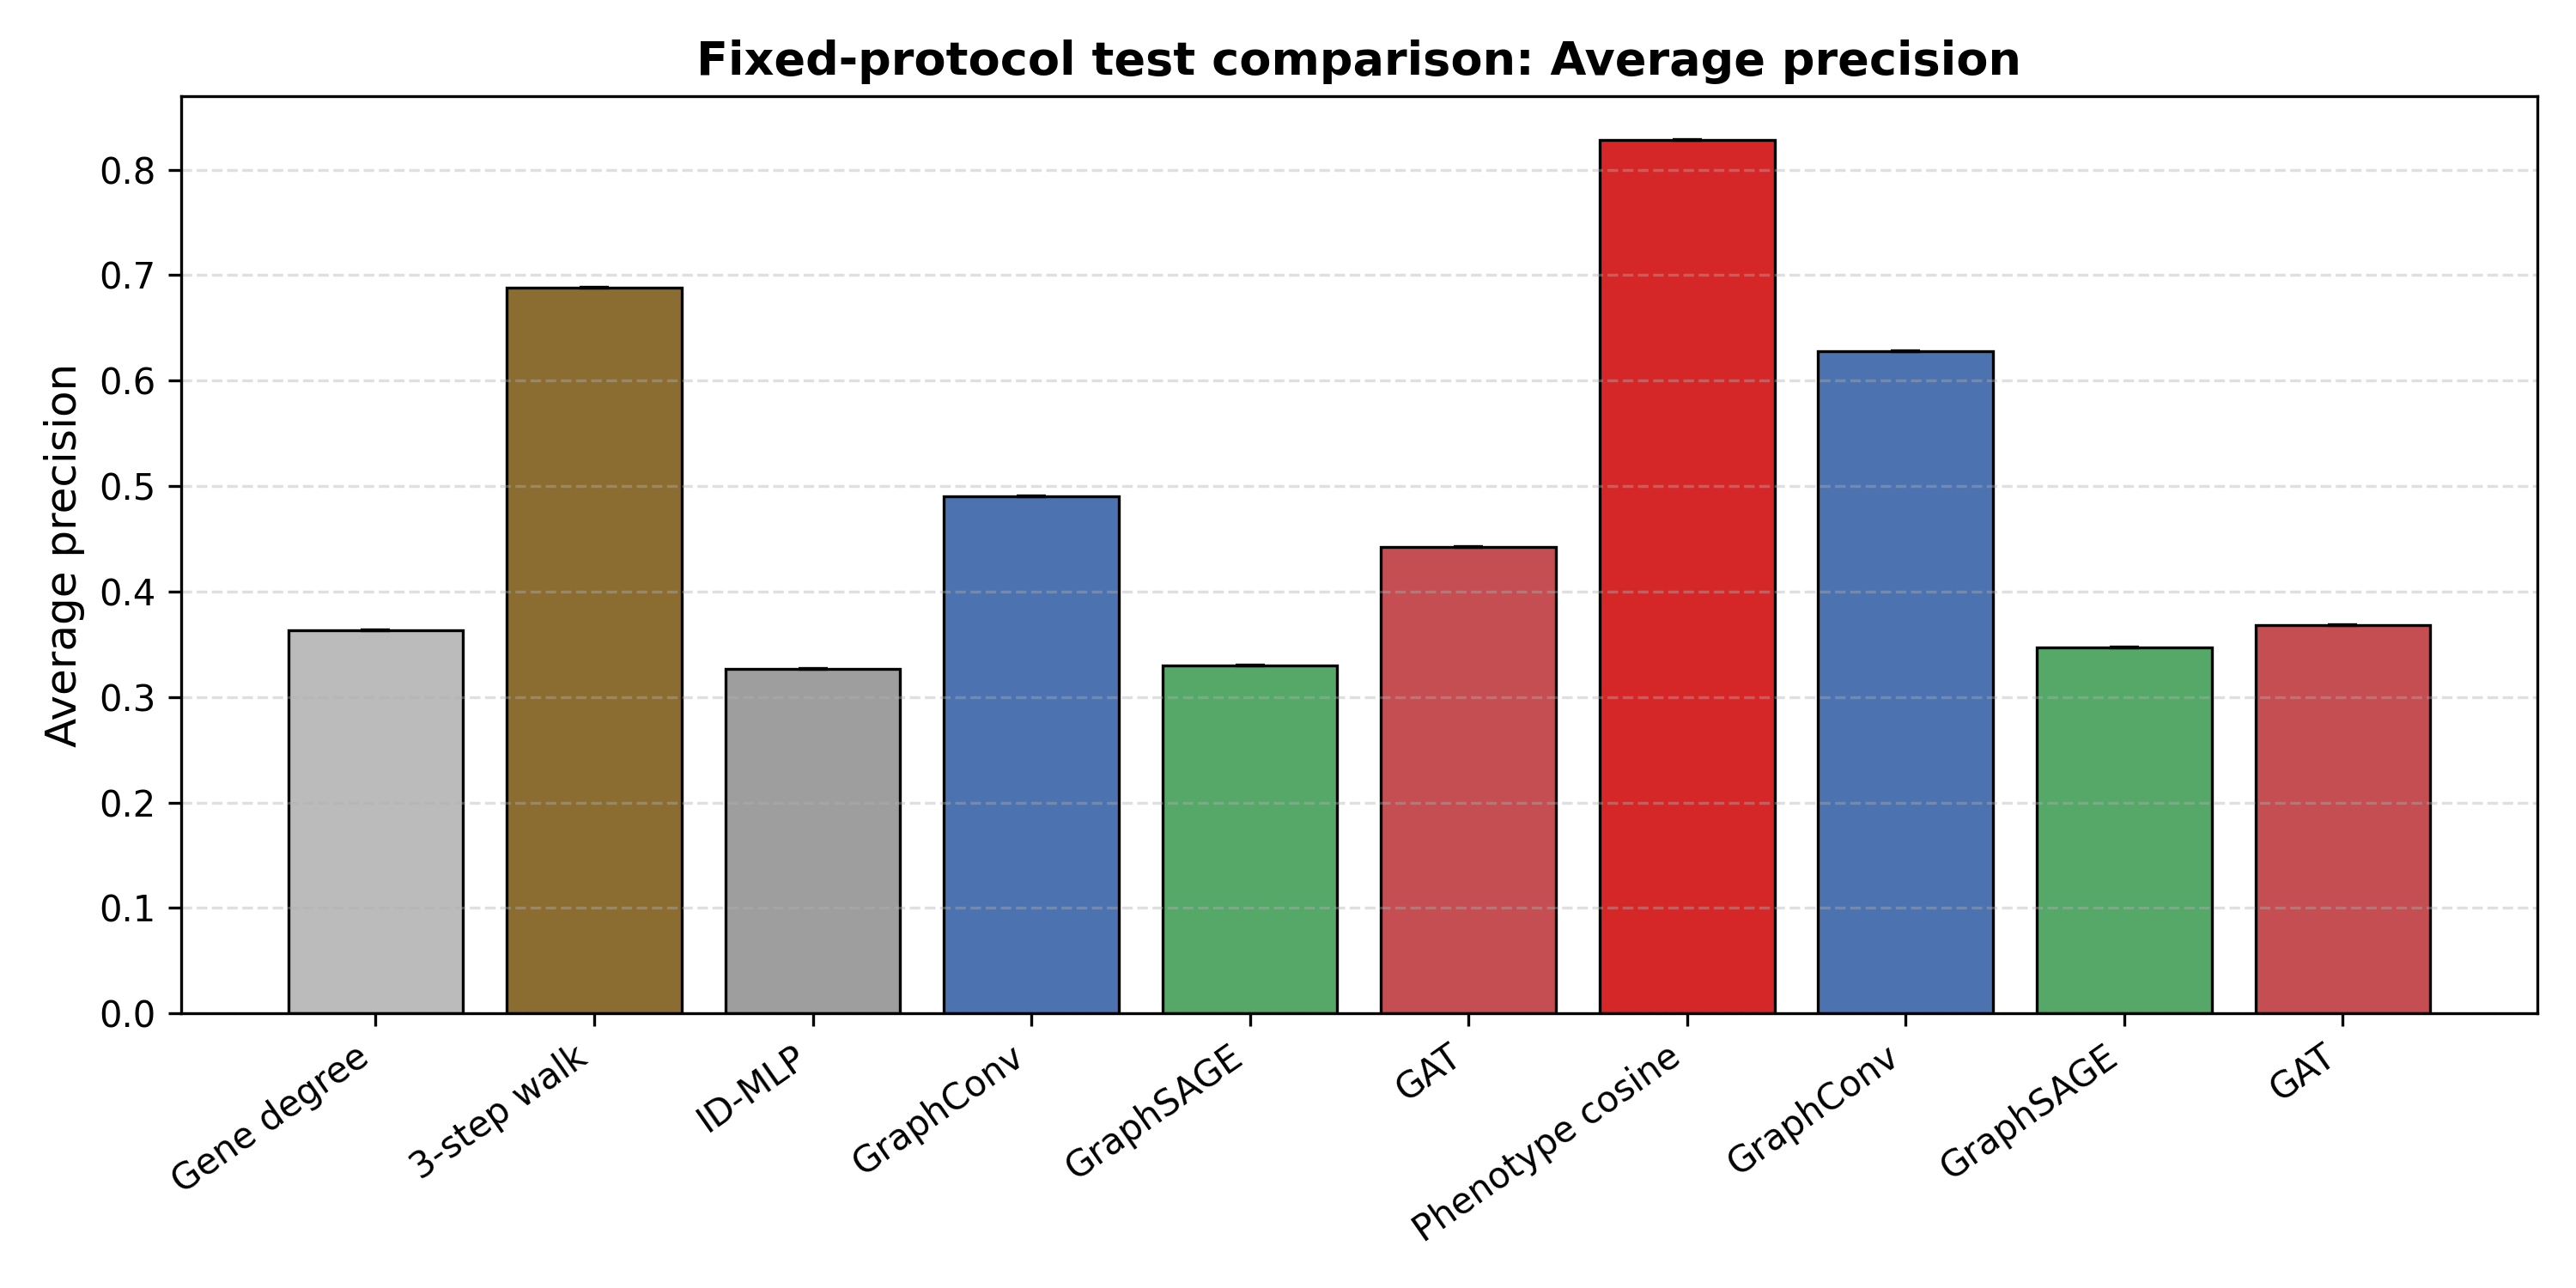 Fixed-protocol test comparison: Average precision
Average precision
0.8
0.7
0.6
0.5
0.4
0.3
0.2
0.1
0.0
Gene degree
3-step walk
ID-MLP
GraphConv
GraphSAGE
GAT
Phenotype cosine
GraphConv
GraphSAGE
GAT